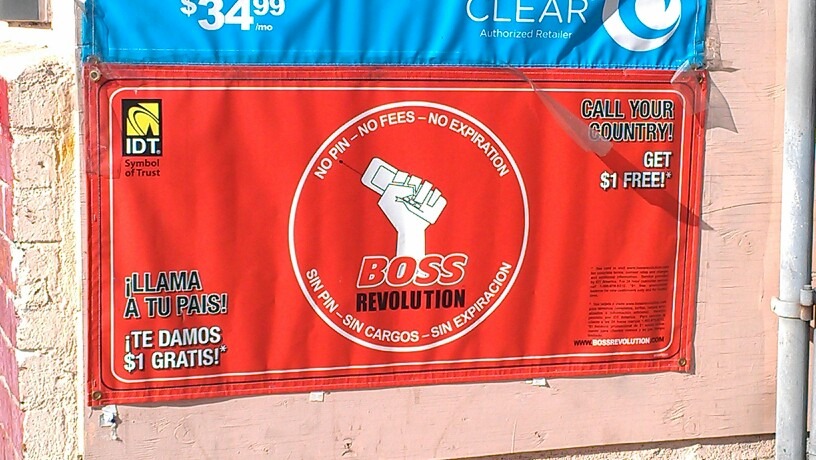 $34 99
/mo
CLEAR
Authorized Retailer
IDT.
Symbol
of Trust
NO PIN – NO FEES – NO EXPIRATION
CALL YOUR
COUNTRY!
GET
$1 FREE!*
BOSS
REVOLUTION
SIN PIN – SIN CARGOS – SIN EXPIRACION
¡LLAMA
A TU PAIS!
¡TE DAMOS
$1 GRATIS!*
WWW.BOSSREVOLUTION.COM